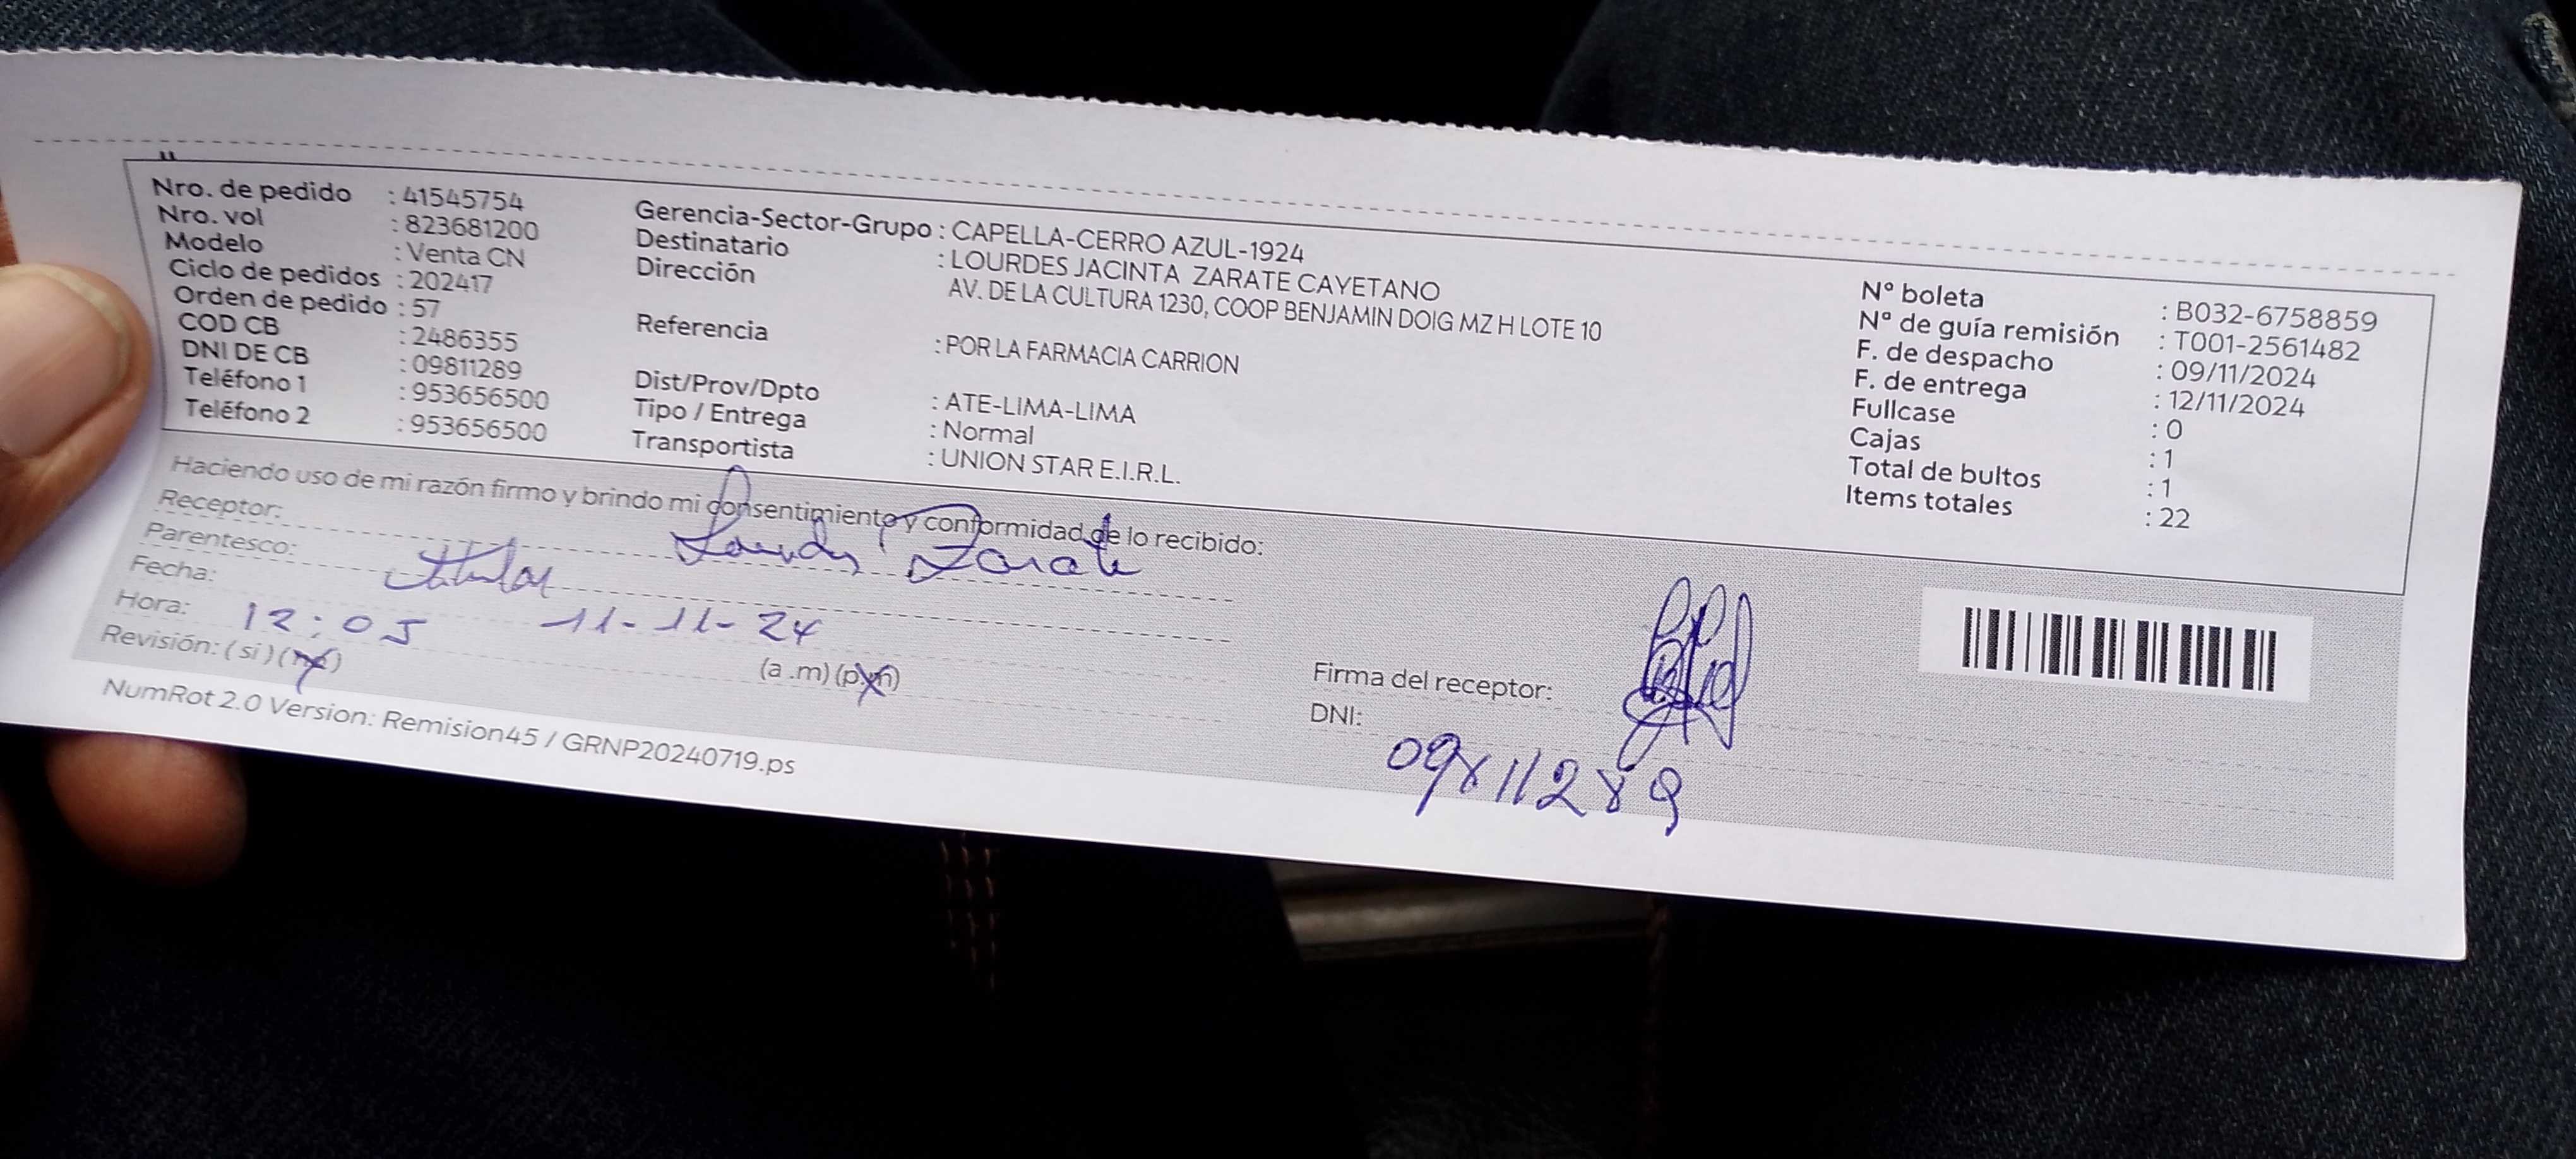 Nro. de pedido : 41545754
Nro. vol : 823681200
Modelo : Venta CN
Ciclo de pedidos : 202417
Orden de pedido : 57
COD CB : 2486355
DNI DE CB : 09811289
Teléfono 1 : 953656500
Teléfono 2 : 953656500
Gerencia-Sector-Grupo : CAPELLA-CERRO AZUL-1924
Destinatario : LOURDES JACINTA ZARATE CAYETANO
Dirección AV. DE LA CULTURA 1230, COOP BENJAMIN DOIG MZ H LOTE 10
Referencia : POR LA FARMACIA CARRION
Dist/Prov/Dpto : ATE-LIMA-LIMA
Tipo / Entrega : Normal
Transportista : UNION STAR E.I.R.L.
N° boleta : B032-6758859
N° de guía remisión : T001-2561482
F. de despacho : 09/11/2024
F. de entrega : 12/11/2024
Fullcase : 0
Cajas : 1
Total de bultos : 1
Items totales : 22
Haciendo uso de mi razón firmo y brindo mi consentimiento y conformidad de lo recibido:
Receptor: Lourdes Zarate
Parentesco: titular
Fecha: 11-11-24
Hora: 12:05 (a.m) (p.m)
Revisión: (si) (no)
Firma del receptor:
DNI: 09811289
NumRot 2.0 Version: Remision45 / GRNP20240719.ps